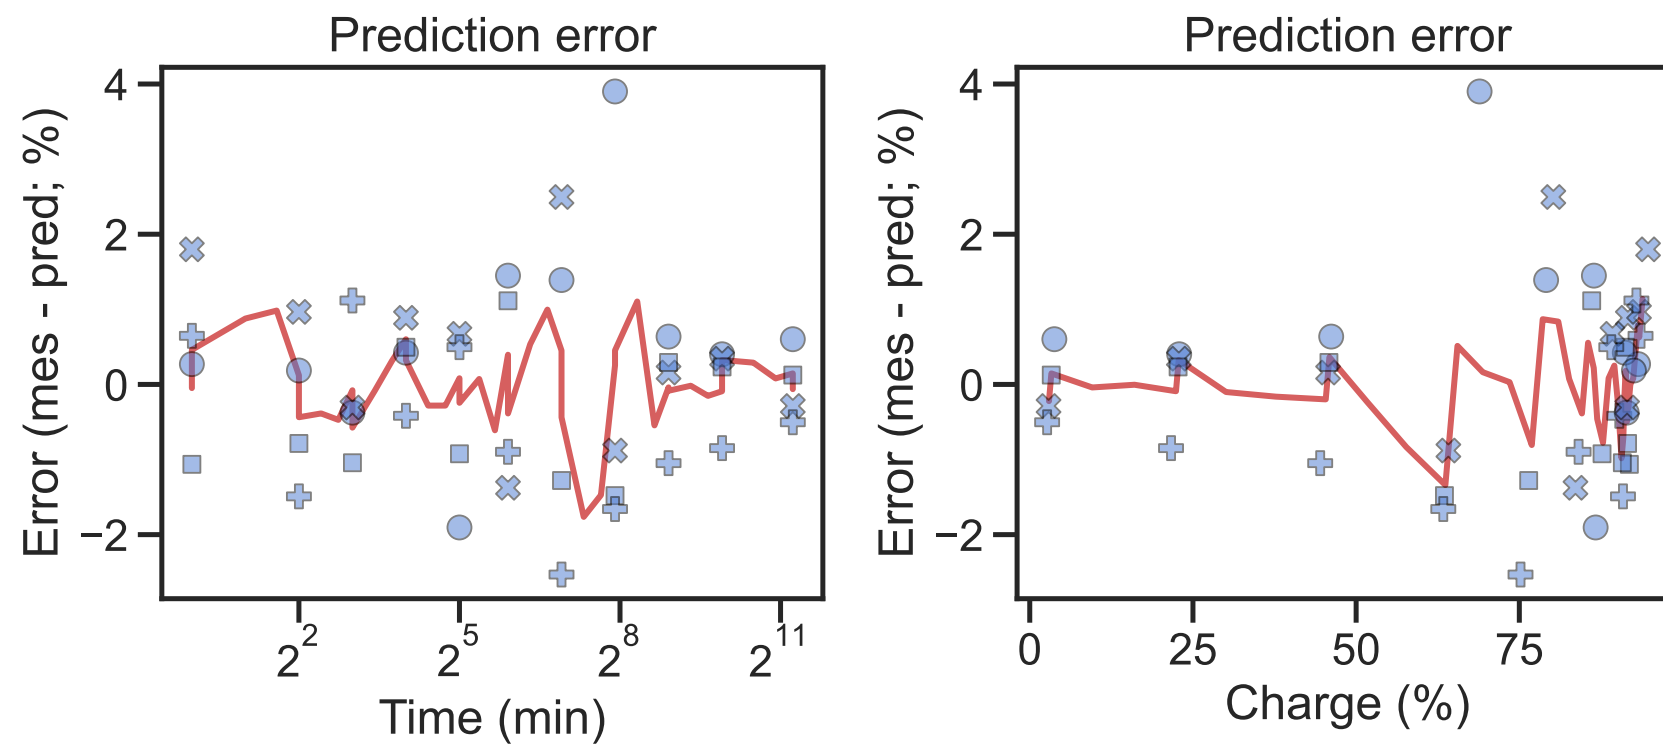 Prediction error
Error (mes - pred; %)
4
2
0
−2
2^2
2^5
2^8
2^11
Time (min)
Prediction error
Error (mes - pred; %)
4
2
0
−2
0
25
50
75
Charge (%)